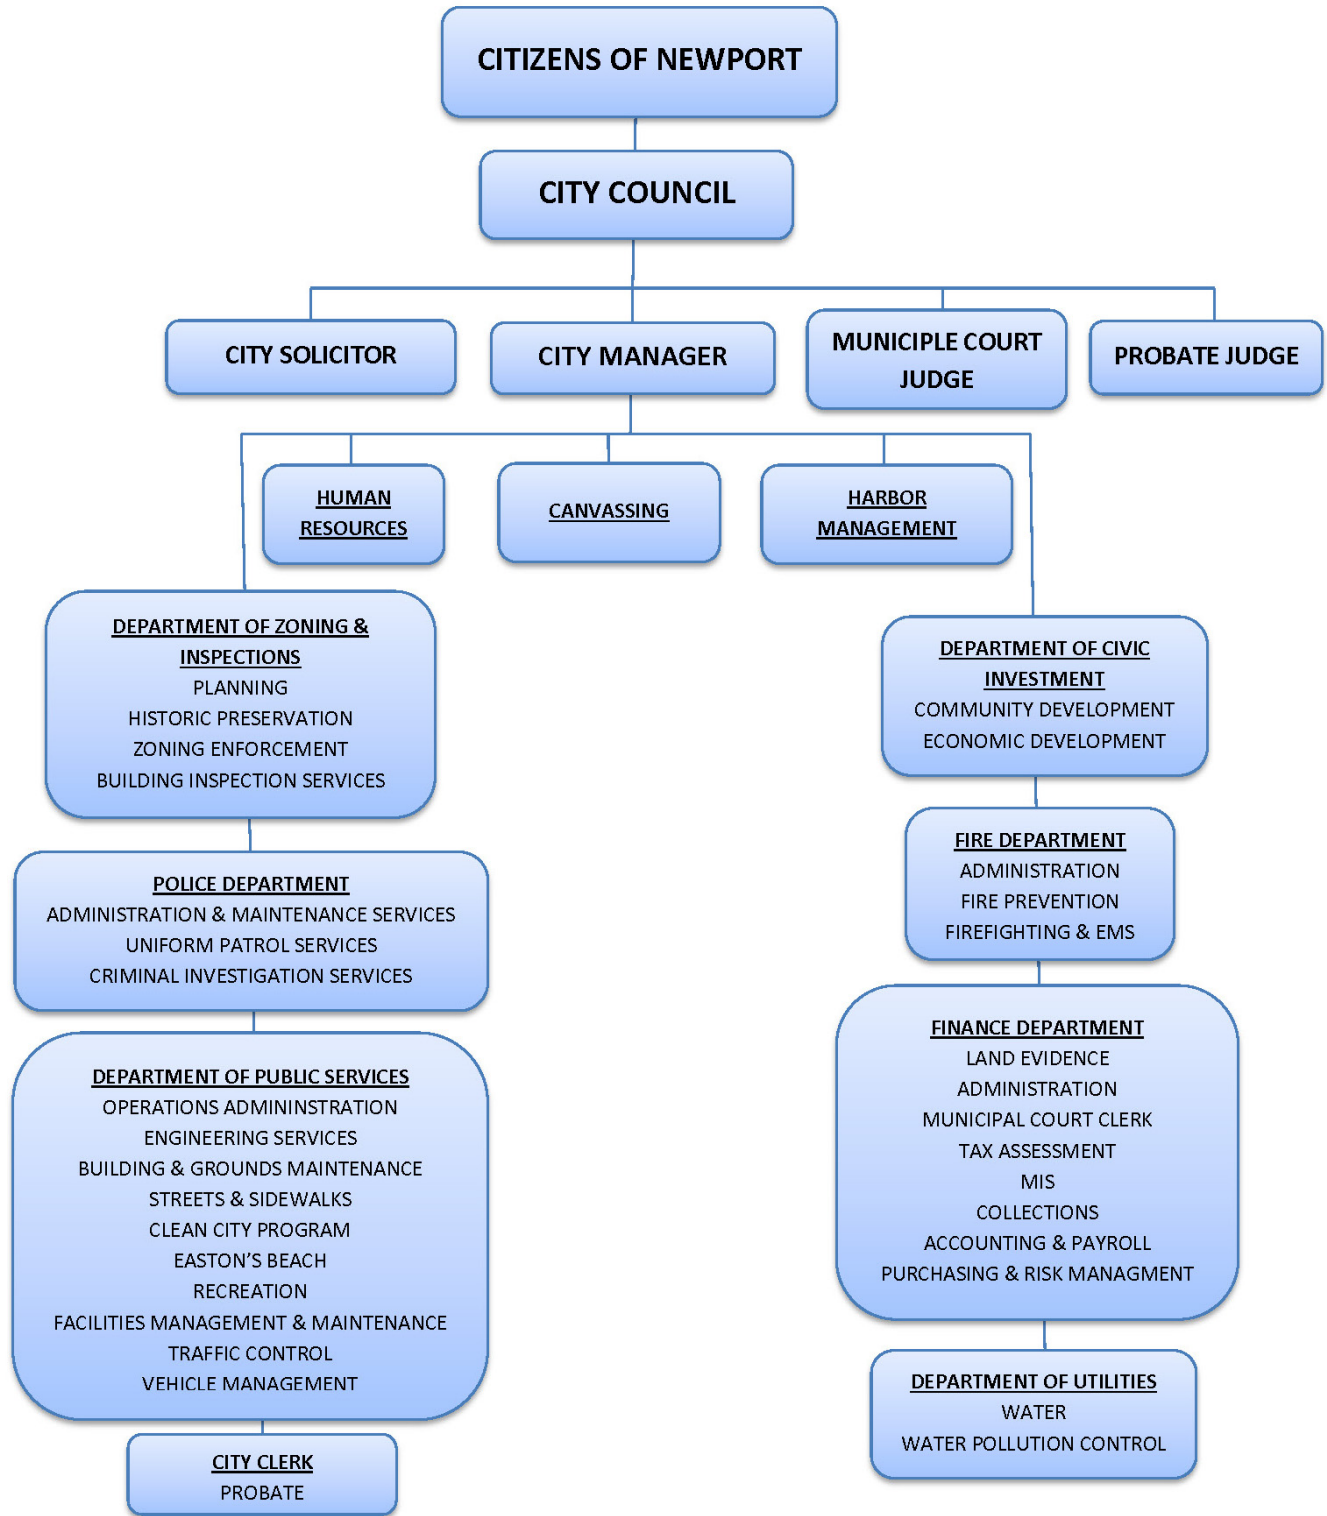 CITIZENS OF NEWPORT
CITY COUNCIL
CITY SOLICITOR
CITY MANAGER
MUNICIPLE COURT
JUDGE
PROBATE JUDGE
HUMAN
RESOURCES
CANVASSING
HARBOR
MANAGEMENT
DEPARTMENT OF ZONING &
INSPECTIONS
PLANNING
HISTORIC PRESERVATION
ZONING ENFORCEMENT
BUILDING INSPECTION SERVICES
POLICE DEPARTMENT
ADMINISTRATION & MAINTENANCE SERVICES
UNIFORM PATROL SERVICES
CRIMINAL INVESTIGATION SERVICES
DEPARTMENT OF PUBLIC SERVICES
OPERATIONS ADMININSTRATION
ENGINEERING SERVICES
BUILDING & GROUNDS MAINTENANCE
STREETS & SIDEWALKS
CLEAN CITY PROGRAM
EASTON'S BEACH
RECREATION
FACILITIES MANAGEMENT & MAINTENANCE
TRAFFIC CONTROL
VEHICLE MANAGEMENT
CITY CLERK
PROBATE
DEPARTMENT OF CIVIC
INVESTMENT
COMMUNITY DEVELOPMENT
ECONOMIC DEVELOPMENT
FIRE DEPARTMENT
ADMINISTRATION
FIRE PREVENTION
FIREFIGHTING & EMS
FINANCE DEPARTMENT
LAND EVIDENCE
ADMINISTRATION
MUNICIPAL COURT CLERK
TAX ASSESSMENT
MIS
COLLECTIONS
ACCOUNTING & PAYROLL
PURCHASING & RISK MANAGMENT
DEPARTMENT OF UTILITIES
WATER
WATER POLLUTION CONTROL